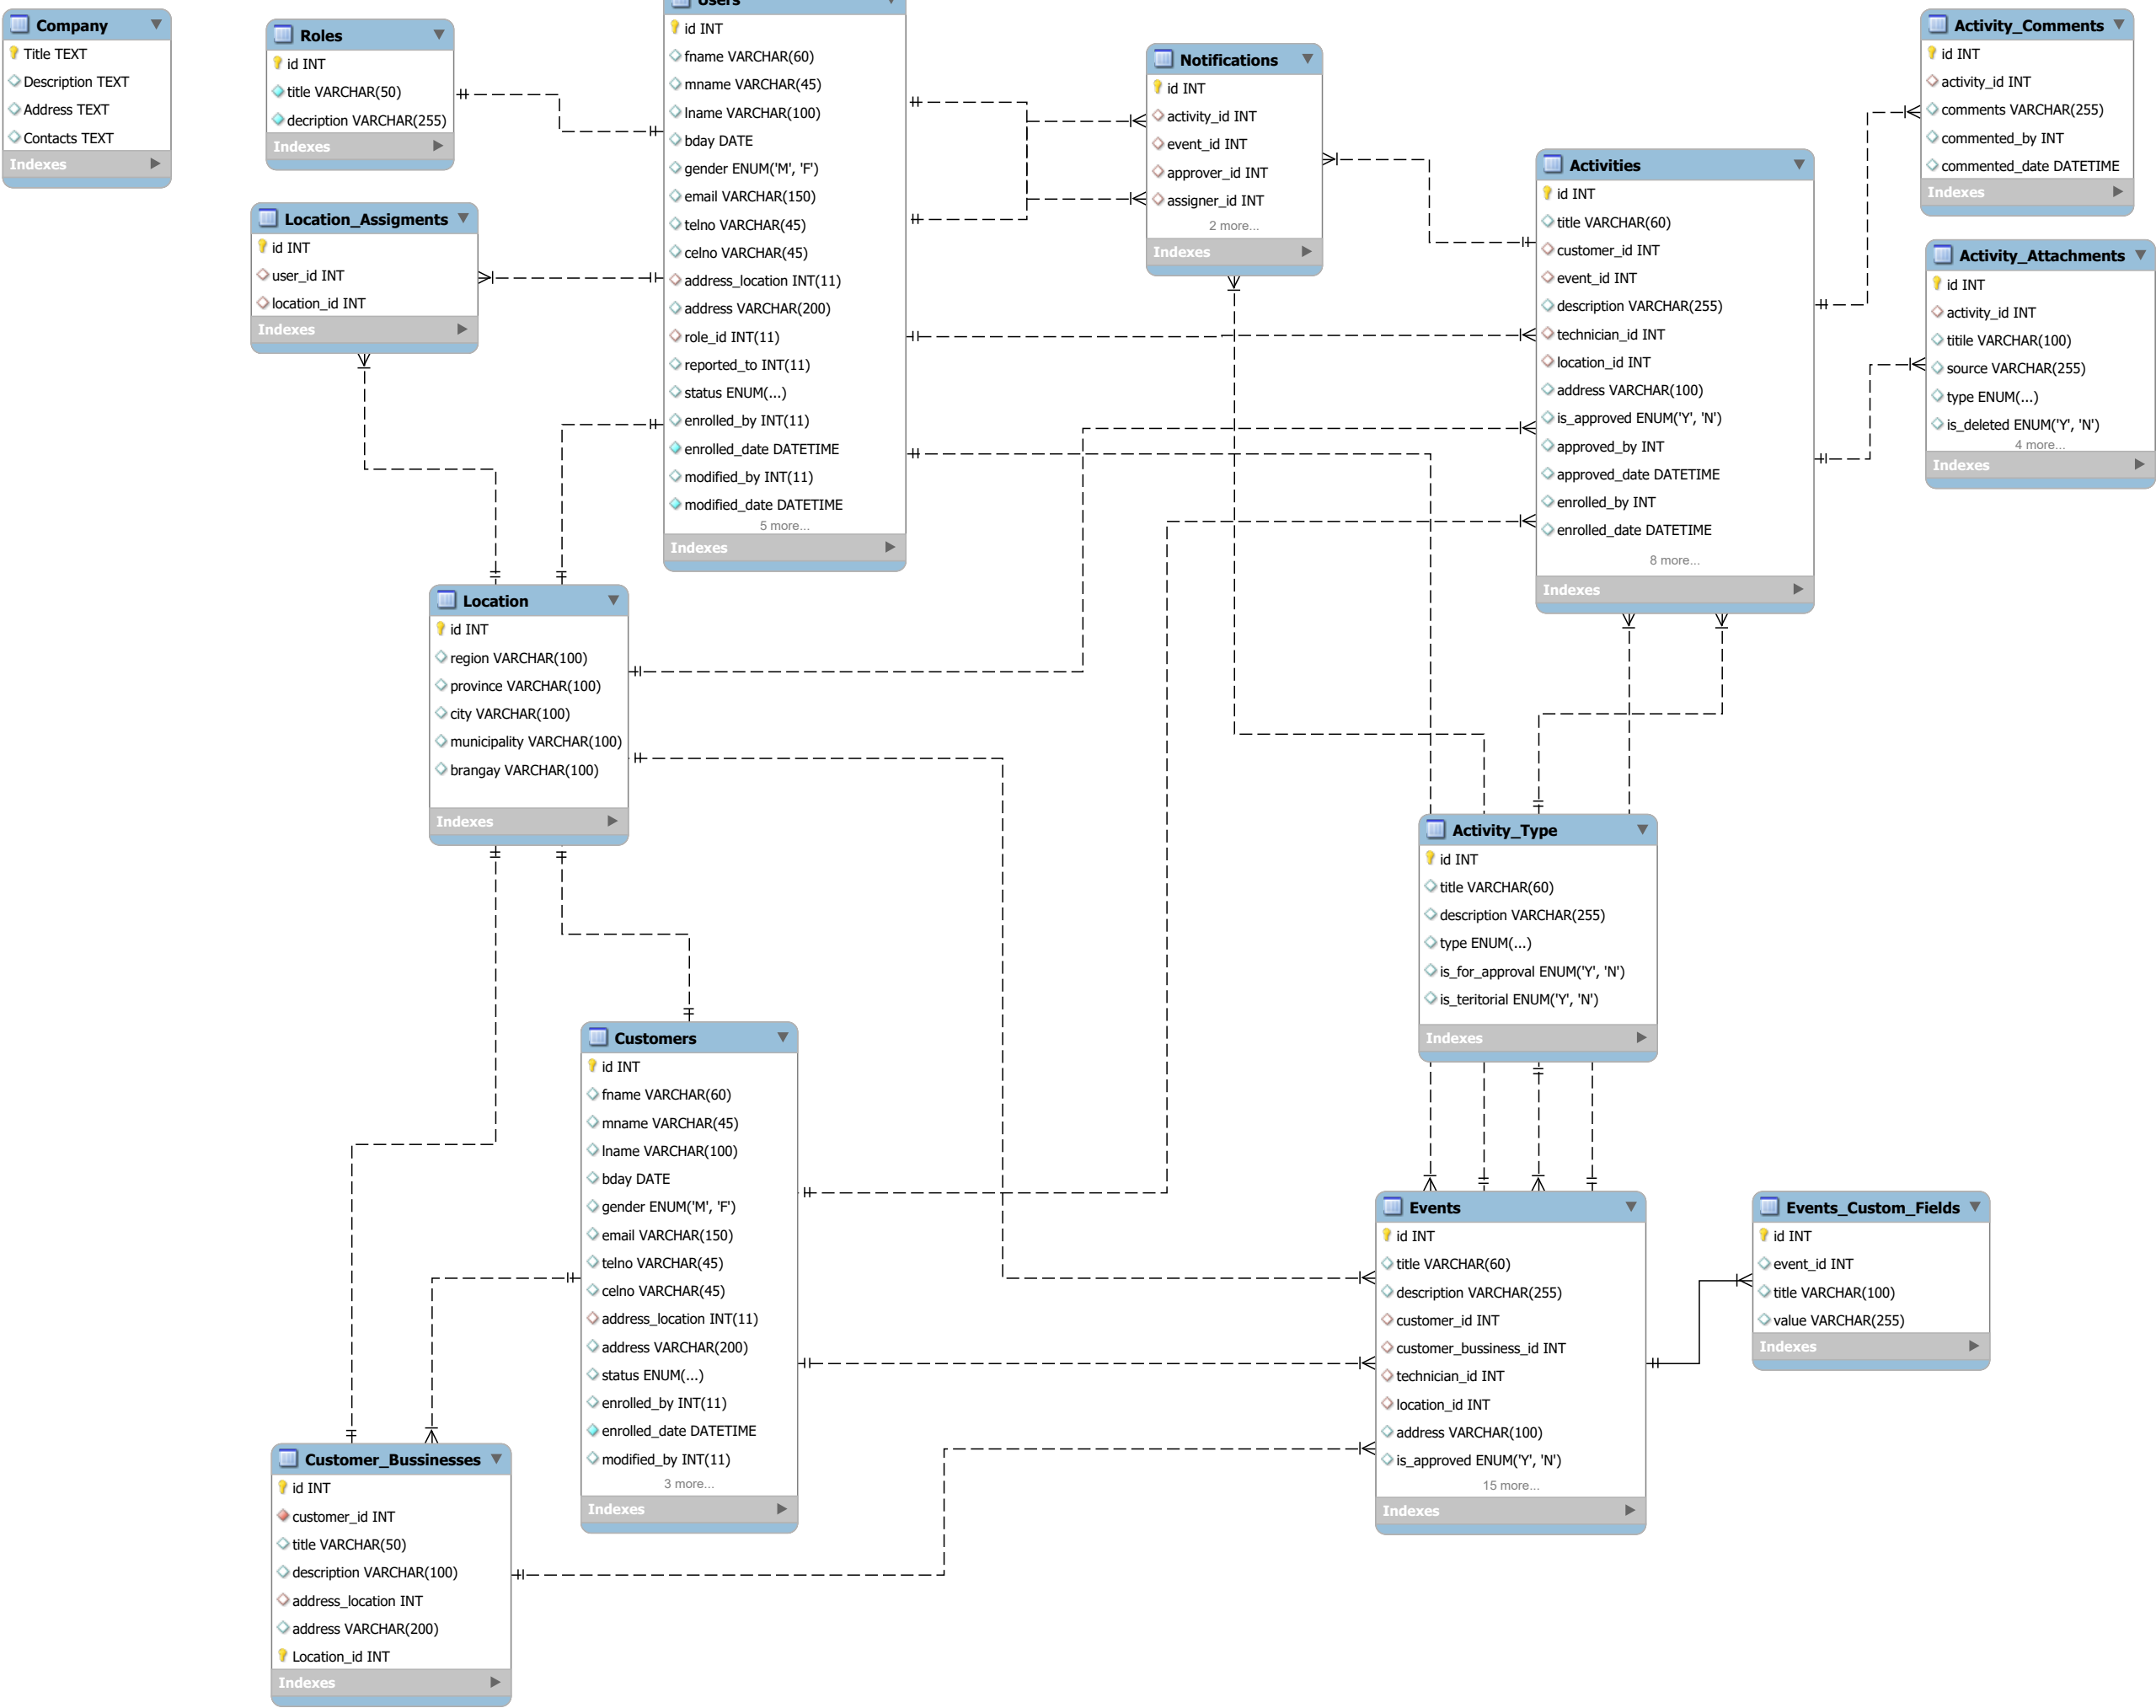 Company
Title TEXT
Description TEXT
Address TEXT
Contacts TEXT
Indexes
Roles
id INT
title VARCHAR(50)
decription VARCHAR(255)
Indexes
Location_Assigments
id INT
user_id INT
location_id INT
Indexes
Users
id INT
fname VARCHAR(60)
mname VARCHAR(45)
lname VARCHAR(100)
bday DATE
gender ENUM('M', 'F')
email VARCHAR(150)
telno VARCHAR(45)
celno VARCHAR(45)
address_location INT(11)
address VARCHAR(200)
role_id INT(11)
reported_to INT(11)
status ENUM(...)
enrolled_by INT(11)
enrolled_date DATETIME
modified_by INT(11)
modified_date DATETIME
5 more...
Indexes
Notifications
id INT
activity_id INT
event_id INT
approver_id INT
assigner_id INT
2 more...
Indexes
Activities
id INT
title VARCHAR(60)
customer_id INT
event_id INT
description VARCHAR(255)
technician_id INT
location_id INT
address VARCHAR(100)
is_approved ENUM('Y', 'N')
approved_by INT
approved_date DATETIME
enrolled_by INT
enrolled_date DATETIME
8 more...
Indexes
Activity_Comments
id INT
activity_id INT
comments VARCHAR(255)
commented_by INT
commented_date DATETIME
Indexes
Activity_Attachments
id INT
activity_id INT
titile VARCHAR(100)
source VARCHAR(255)
type ENUM(...)
is_deleted ENUM('Y', 'N')
4 more...
Indexes
Location
id INT
region VARCHAR(100)
province VARCHAR(100)
city VARCHAR(100)
municipality VARCHAR(100)
brangay VARCHAR(100)
Indexes
Activity_Type
id INT
title VARCHAR(60)
description VARCHAR(255)
type ENUM(...)
is_for_approval ENUM('Y', 'N')
is_teritorial ENUM('Y', 'N')
Indexes
Customers
id INT
fname VARCHAR(60)
mname VARCHAR(45)
lname VARCHAR(100)
bday DATE
gender ENUM('M', 'F')
email VARCHAR(150)
telno VARCHAR(45)
celno VARCHAR(45)
address_location INT(11)
address VARCHAR(200)
status ENUM(...)
enrolled_by INT(11)
enrolled_date DATETIME
modified_by INT(11)
3 more...
Indexes
Events
id INT
title VARCHAR(60)
description VARCHAR(255)
customer_id INT
customer_bussiness_id INT
technician_id INT
location_id INT
address VARCHAR(100)
is_approved ENUM('Y', 'N')
15 more...
Indexes
Events_Custom_Fields
id INT
event_id INT
title VARCHAR(100)
value VARCHAR(255)
Indexes
Customer_Bussinesses
id INT
customer_id INT
title VARCHAR(50)
description VARCHAR(100)
address_location INT
address VARCHAR(200)
Location_id INT
Indexes